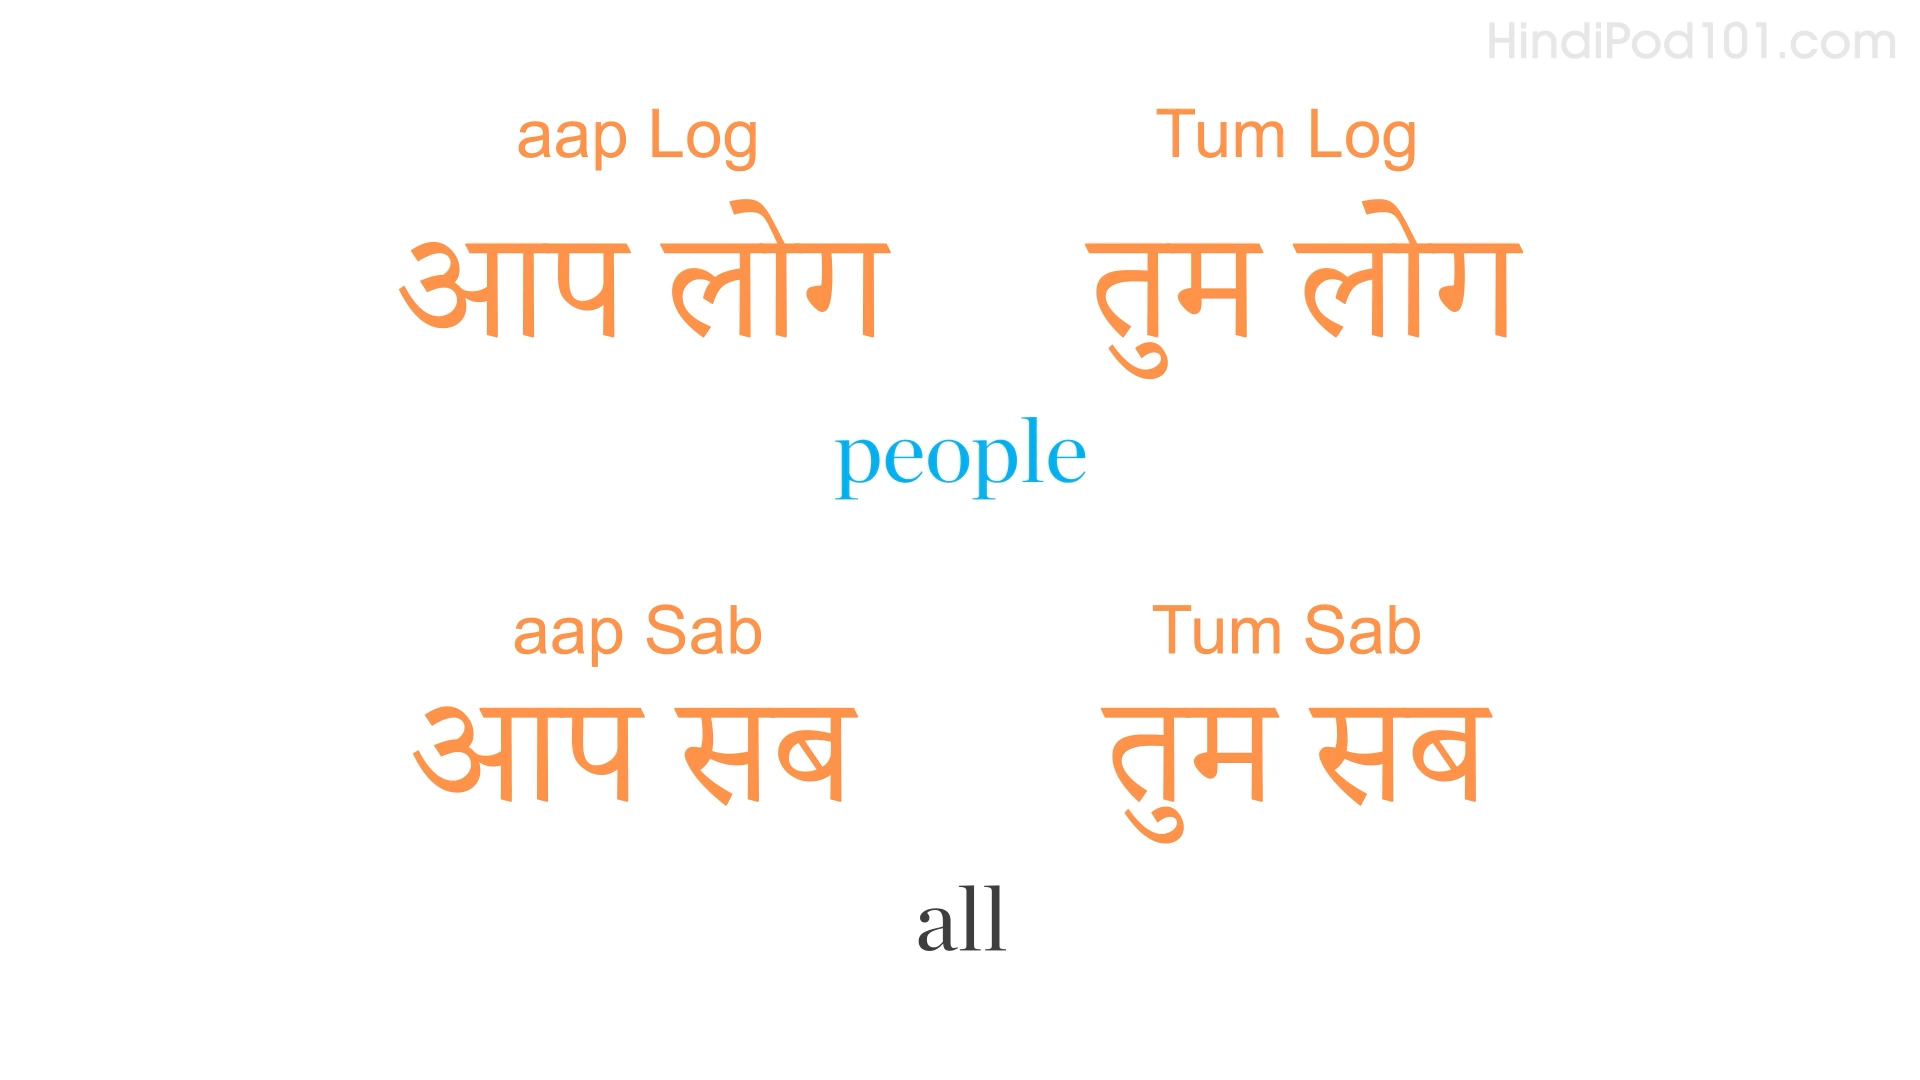 HindiPod101.com
aap Log Tum Log
आप लोग तुम लोग
people
aap Sab Tum Sab
आप सब तुम सब
all